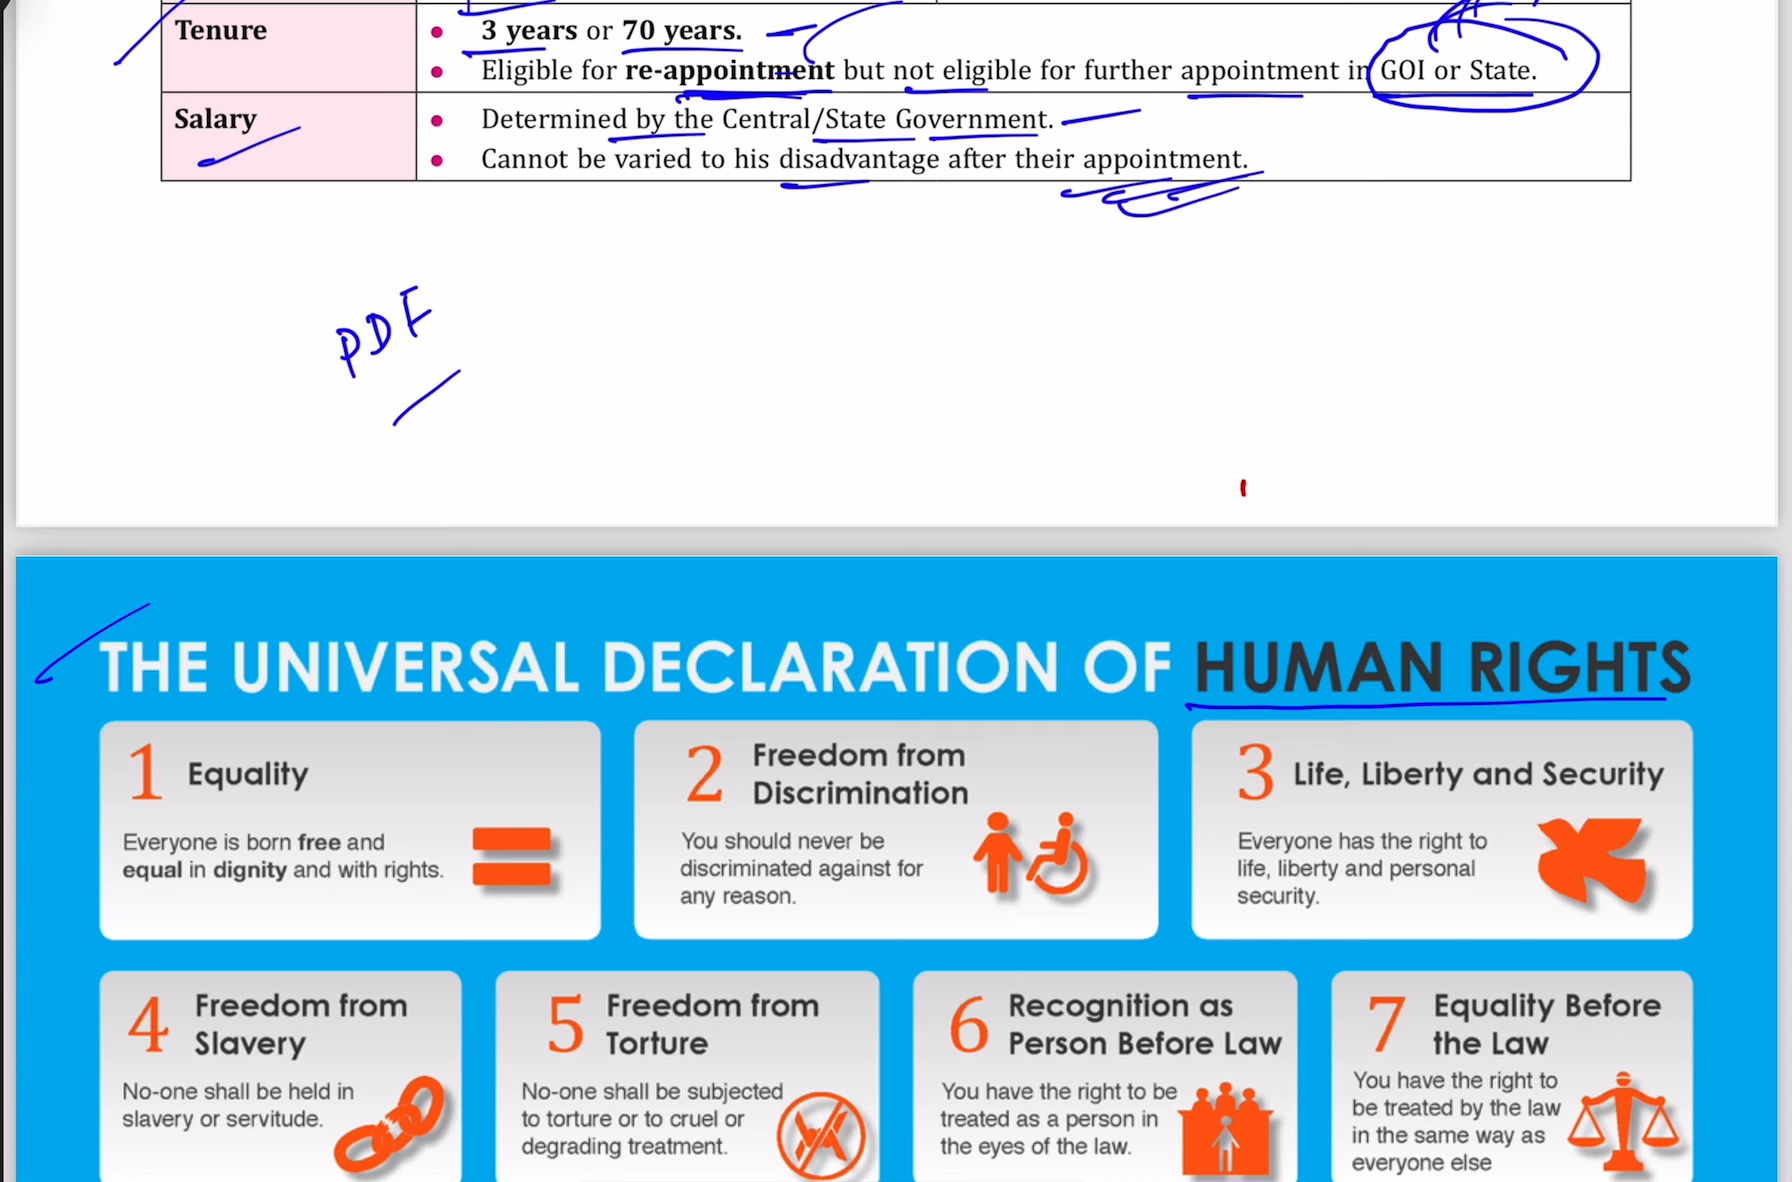 Tenure
3 years or 70 years.
Eligible for re-appointment but not eligible for further appointment in GOI or State.
Salary
Determined by the Central/State Government.
Cannot be varied to his disadvantage after their appointment.
PDF
THE UNIVERSAL DECLARATION OF HUMAN RIGHTS
1 Equality
Everyone is born free and
equal in dignity and with rights.
2 Freedom from
Discrimination
You should never be
discriminated against for
any reason.
3 Life, Liberty and Security
Everyone has the right to
life, liberty and personal
security.
4 Freedom from
Slavery
No-one shall be held in
slavery or servitude.
5 Freedom from
Torture
No-one shall be subjected
to torture or to cruel or
degrading treatment.
6 Recognition as
Person Before Law
You have the right to be
treated as a person in
the eyes of the law.
7 Equality Before
the Law
You have the right to
be treated by the law
in the same way as
everyone else